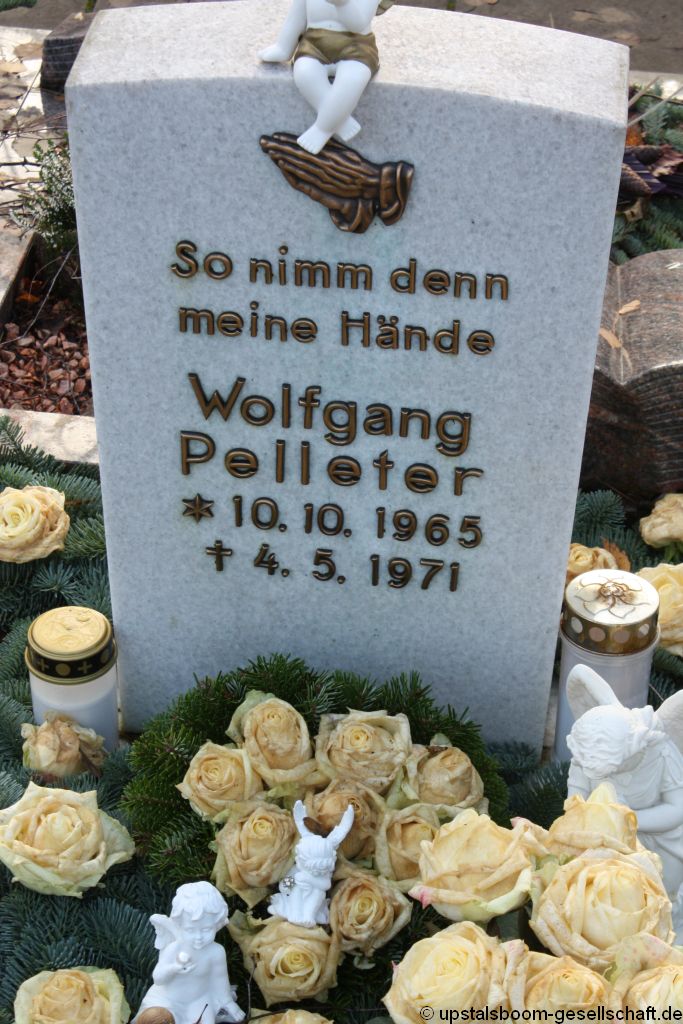 So nimm denn
meine Hände
Wolfgang
Pelleter
* 10. 10. 1965
† 4. 5. 1971
© upstalsboom-gesellschaft.de